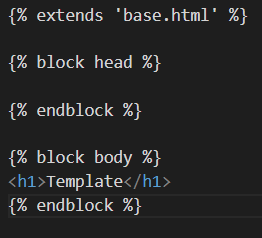 {% extends 'base.html' %}
{% block head %}
{% endblock %}
{% block body %}
<h1>Template</h1>
{% endblock %}